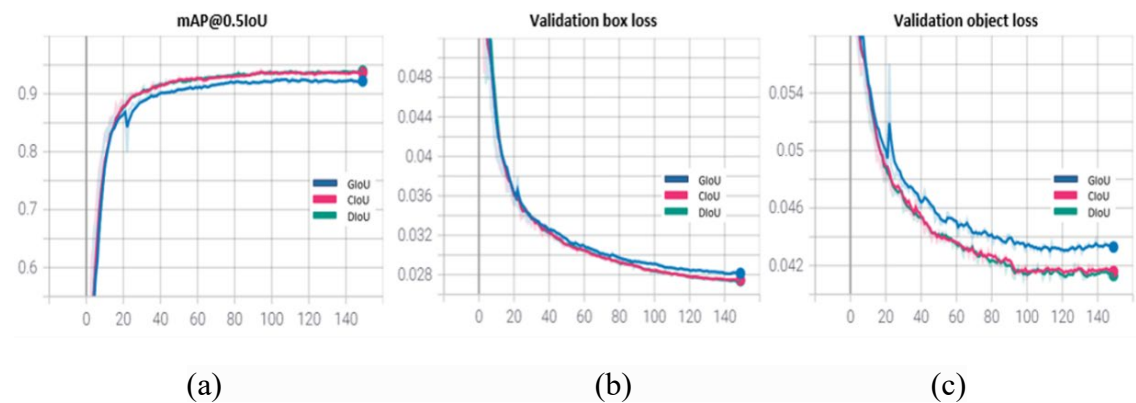 mAP@0.5IoU
0.9
0.8
0.7
0.6
GIoU
CIoU
DIoU
0 20 40 60 80 100 120 140
(a)
Validation box loss
0.048
0.044
0.04
0.036
0.032
0.028
GIoU
CIoU
DIoU
0 20 40 60 80 100 120 140
(b)
Validation object loss
0.054
0.05
0.046
0.042
GIoU
CIoU
DIoU
0 20 40 60 80 100 120 140
(c)